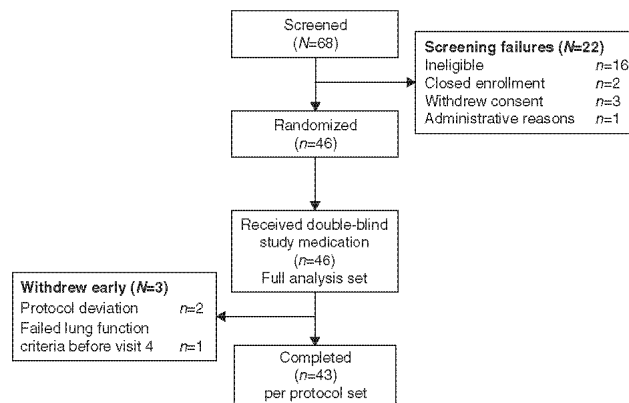 Screened
(N=68)
Screening failures (N=22)
Ineligible n=16
Closed enrollment n=2
Withdrew consent n=3
Administrative reasons n=1
Randomized
(n=46)
Received double-blind
study medication
(n=46)
Full analysis set
Withdrew early (N=3)
Protocol deviation n=2
Failed lung function
criteria before visit 4 n=1
Completed
(n=43)
per protocol set